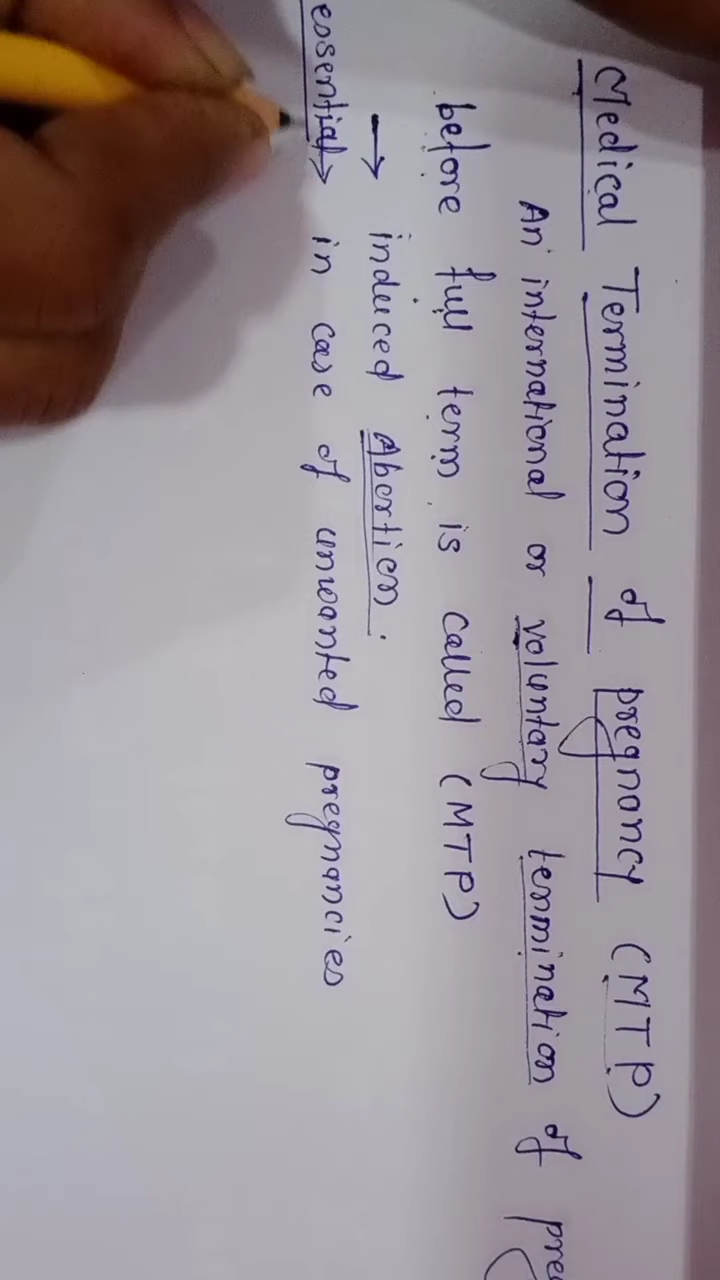 Medical Termination of pregnancy (MTP)
An international or voluntary termination of pre
before full term is called (MTP)
→ induced Abortion.
essential → in case of unwanted pregnancies